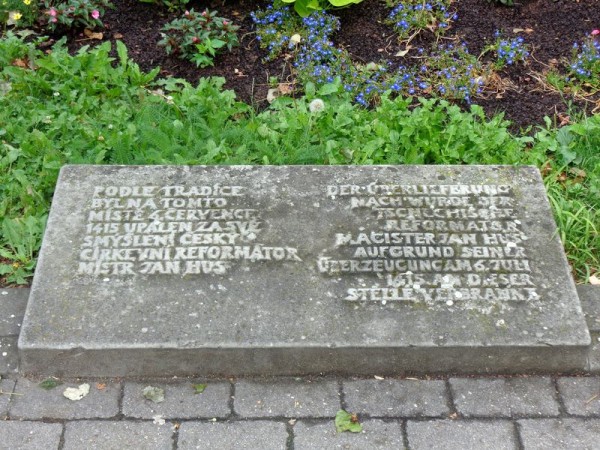 PODLE TRADICE
BYL NA TOMTO
MÍSTĚ 6. ČERVENCE
1415 UPÁLEN ZA SVÉ
SMÝŠLENÍ ČESKÝ
CÍRKEVNÍ REFORMÁTOR
MISTR JAN HUS
DER ÜBERLIEFERUNG
NACH WURDE DER
TSCHECHISCHE
REFORMATOR
MAGISTER JAN HUS
AUFGRUND SEINER
ÜBERZEUGUNG AM 6. JULI
AN DIESER
STELLE VERBRANNT